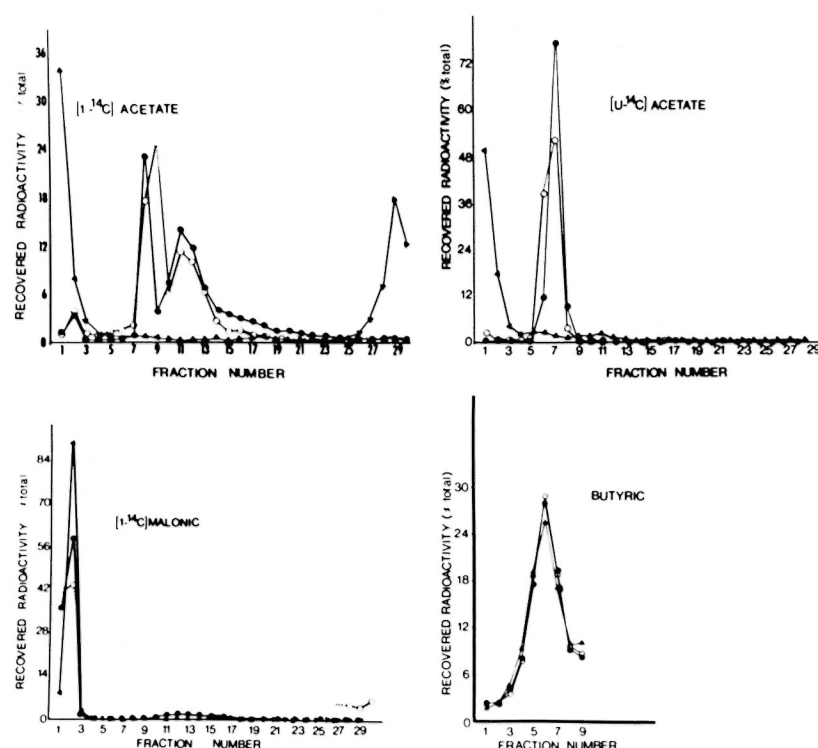 36
30
24
18
12
6
1 3 5 7 9 11 13 15 17 19 21 23 25 27 29
RECOVERED RADIOACTIVITY total
[1-14C] ACETATE
FRACTION NUMBER
72
60
48
36
24
12
0
1 3 5 7 9 11 13 15 17 19 21 23 25 27 29
RECOVERED RADIOACTIVITY (% total)
[U-14C] ACETATE
FRACTION NUMBER
84
70
56
42
28
14
0
1 3 5 7 9 11 13 15 17 19 21 23 25 27 29
RECOVERED RADIOACTIVITY total
[1-14C]MALONIC
FRACTION NUMBER
30
24
18
12
6
0
1 3 5 7 9
RECOVERED RADIOACTIVITY ( total)
BUTYRIC
FRACTION NUMBER